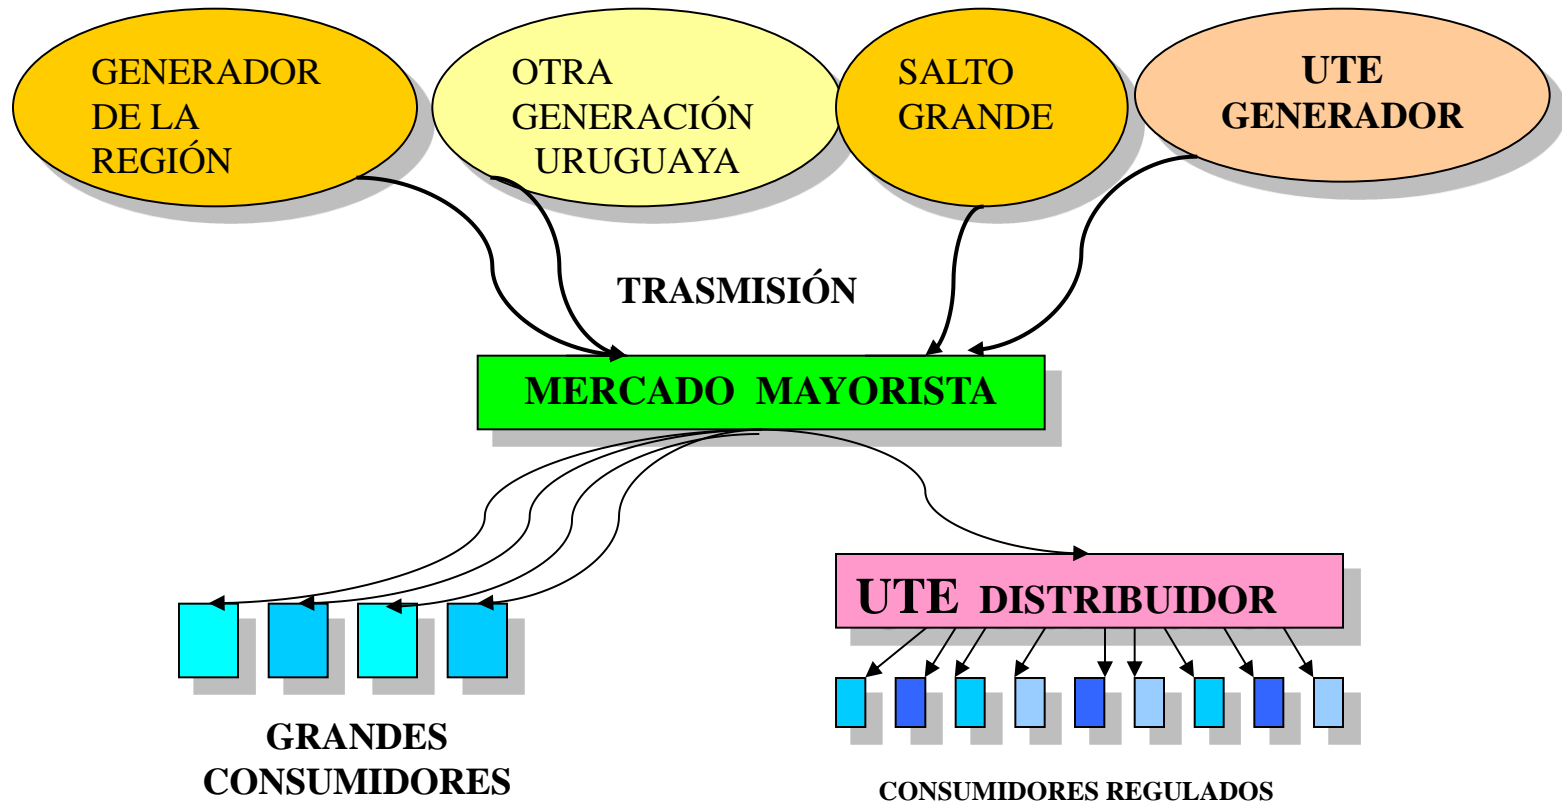 GENERADOR
DE LA
REGIÓN
OTRA
GENERACIÓN
URUGUAYA
SALTO
GRANDE
UTE
GENERADOR
TRASMISIÓN
MERCADO MAYORISTA
UTE DISTRIBUIDOR
GRANDES
CONSUMIDORES
CONSUMIDORES REGULADOS